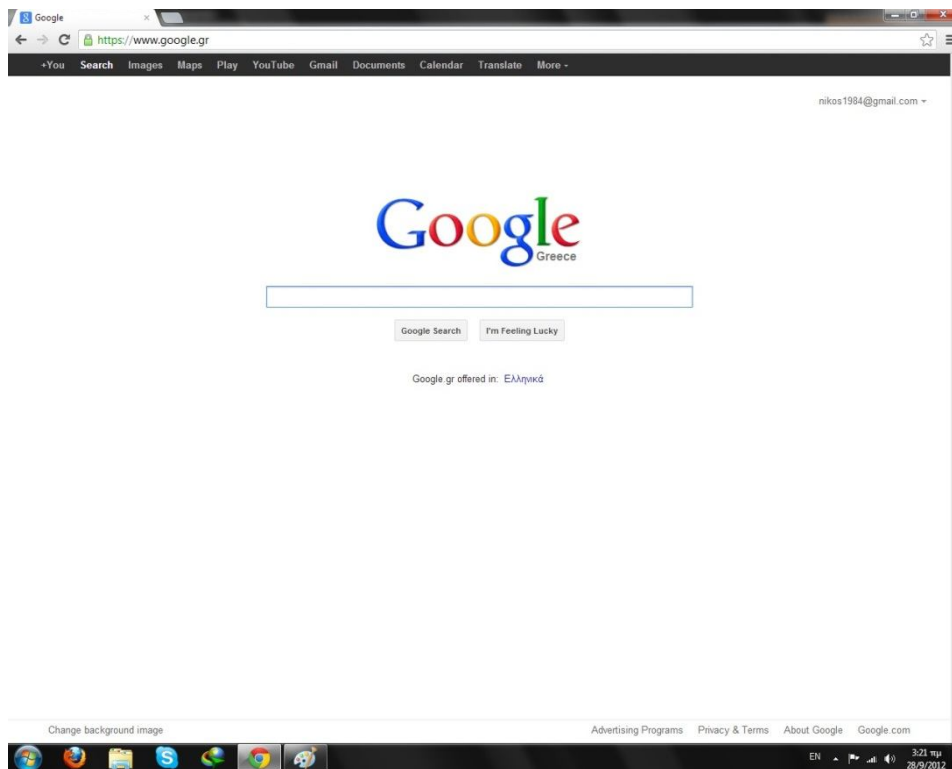 Google
https://www.google.gr
+You Search Images Maps Play YouTube Gmail Documents Calendar Translate More
nikos1984@gmail.com
Google
Greece
Google Search I'm Feeling Lucky
Google.gr offered in: Ελληνικά
Change background image Advertising Programs Privacy & Terms About Google Google.com
EN 3:21 πμ
28/9/2012